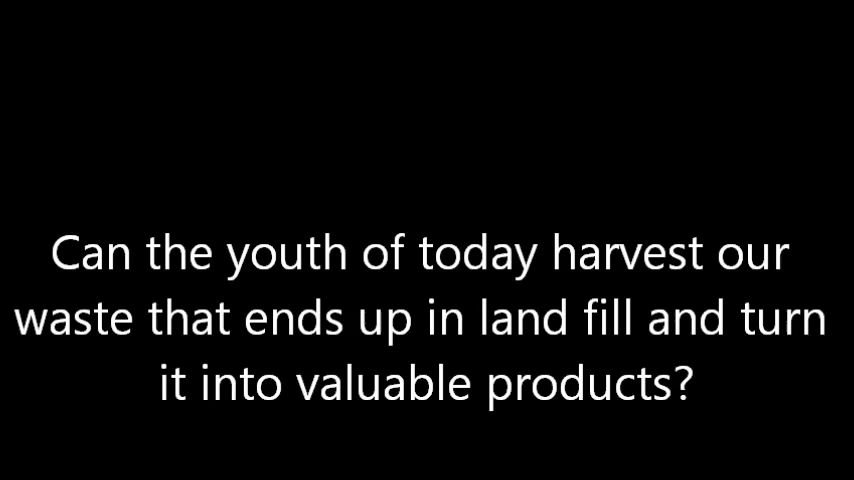 Can the youth of today harvest our
waste that ends up in land fill and turn
it into valuable products?